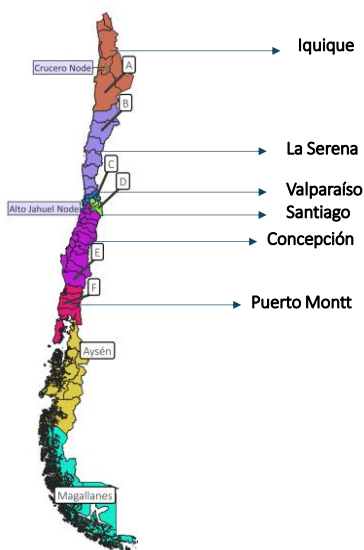 Iquique
Crucero Node
A
B
La Serena
C
D
Valparaíso
Alto Jahuel Node
Santiago
Concepción
E
F
Puerto Montt
Aysén
Magallanes